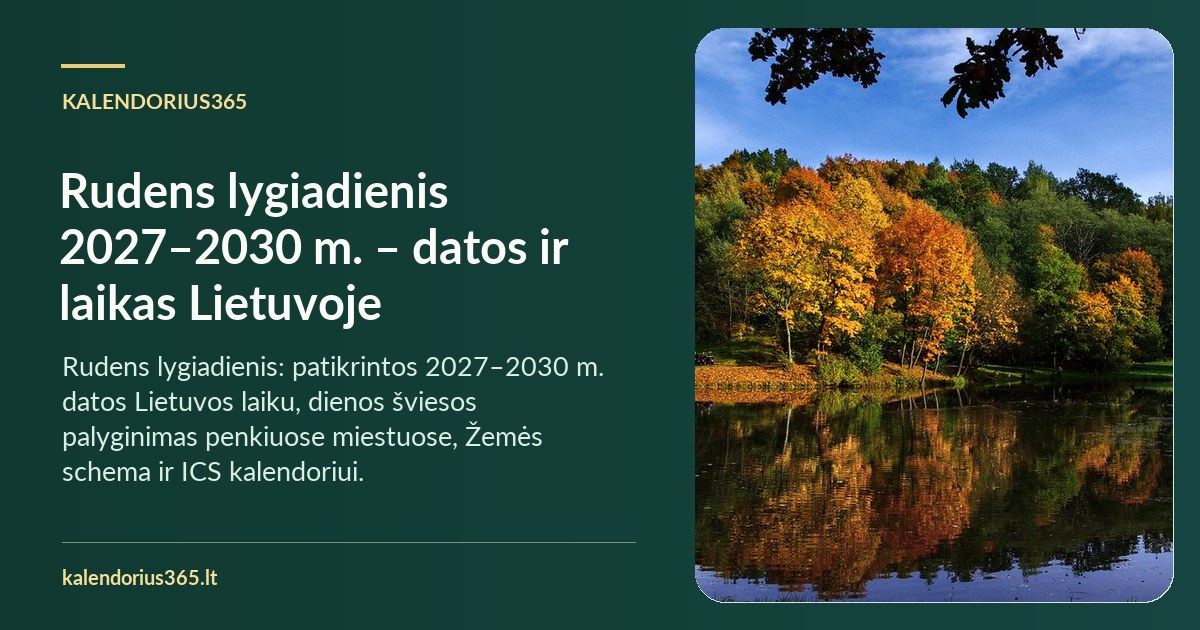 KALENDORIUS365
Rudens lygiadienis
2027–2030 m. – datos ir
laikas Lietuvoje
Rudens lygiadienis: patikrintos 2027–2030 m.
datos Lietuvos laiku, dienos šviesos
palyginimas penkiuose miestuose, Žemės
schema ir ICS kalendoriui.
kalendorius365.lt